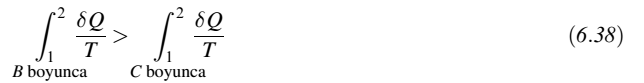 ∫₁² δQ/T > ∫₁² δQ/T (6.38)
B boyunca C boyunca